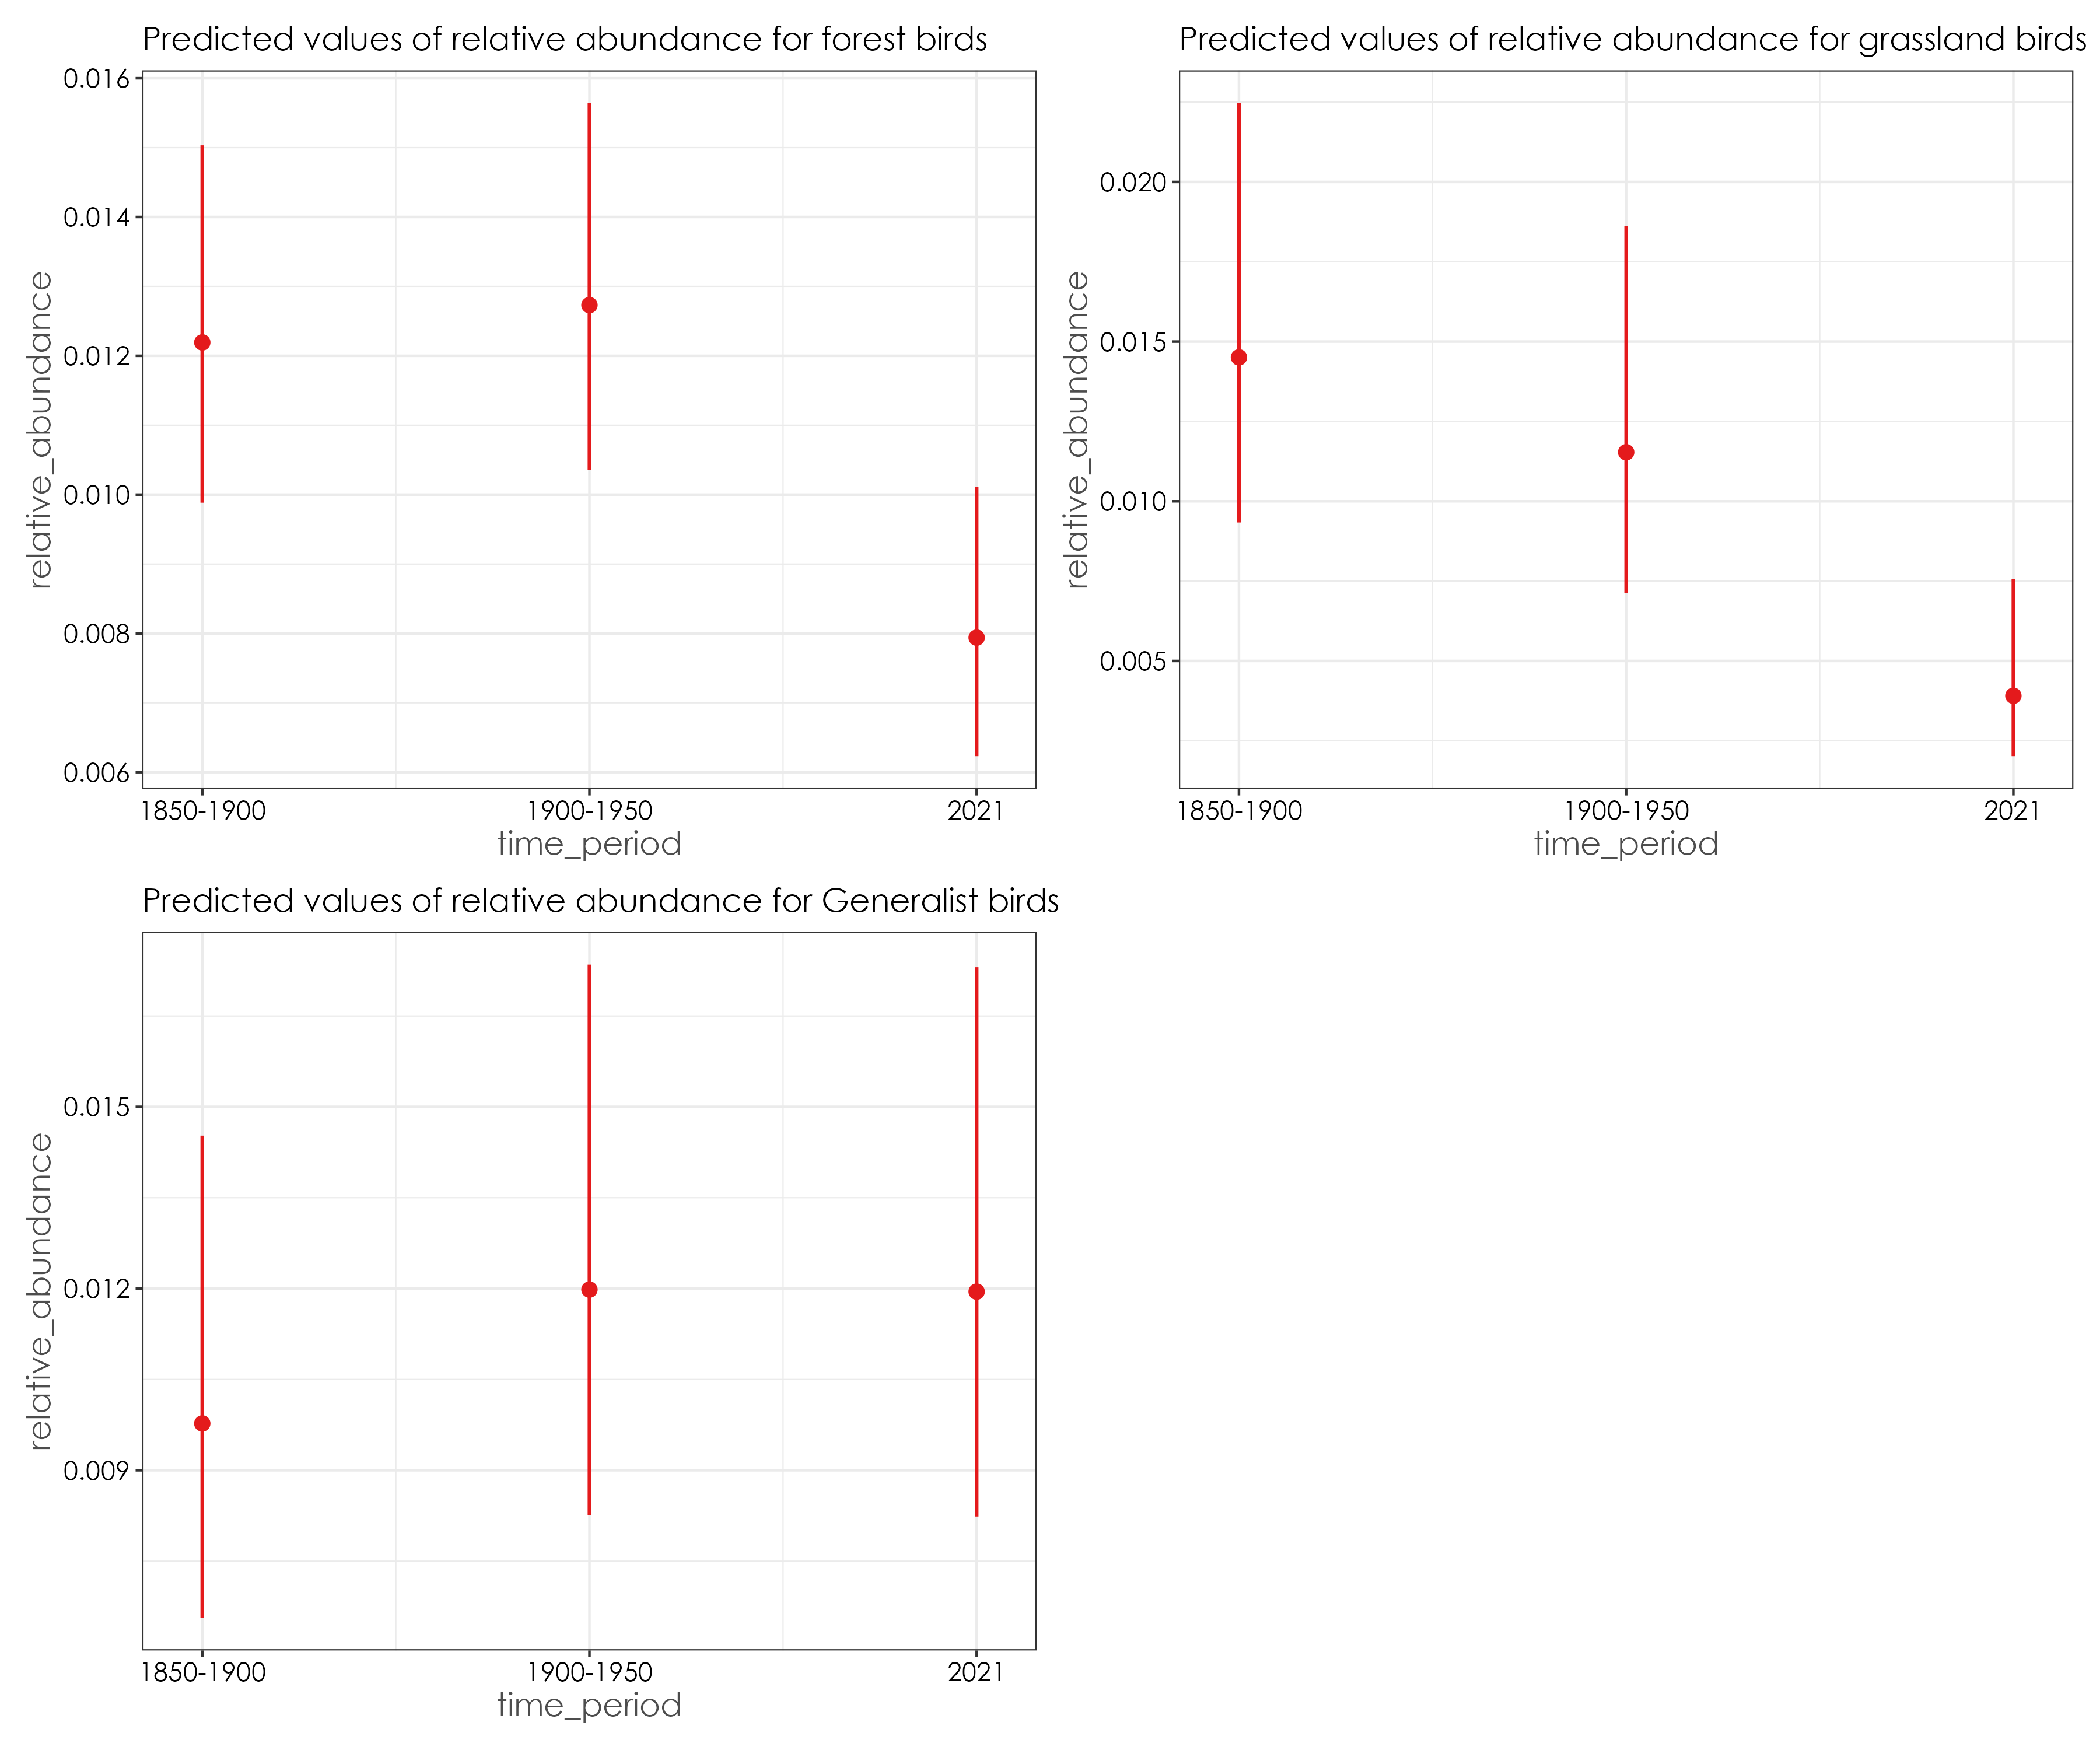 Predicted values of relative abundance for forest birds
0.016
0.014
0.012
0.010
0.008
0.006
relative_abundance
1850-1900 1900-1950 2021
time_period
Predicted values of relative abundance for grassland birds
0.020
0.015
0.010
0.005
relative_abundance
1850-1900 1900-1950 2021
time_period
Predicted values of relative abundance for Generalist birds
0.015
0.012
0.009
relative_abundance
1850-1900 1900-1950 2021
time_period